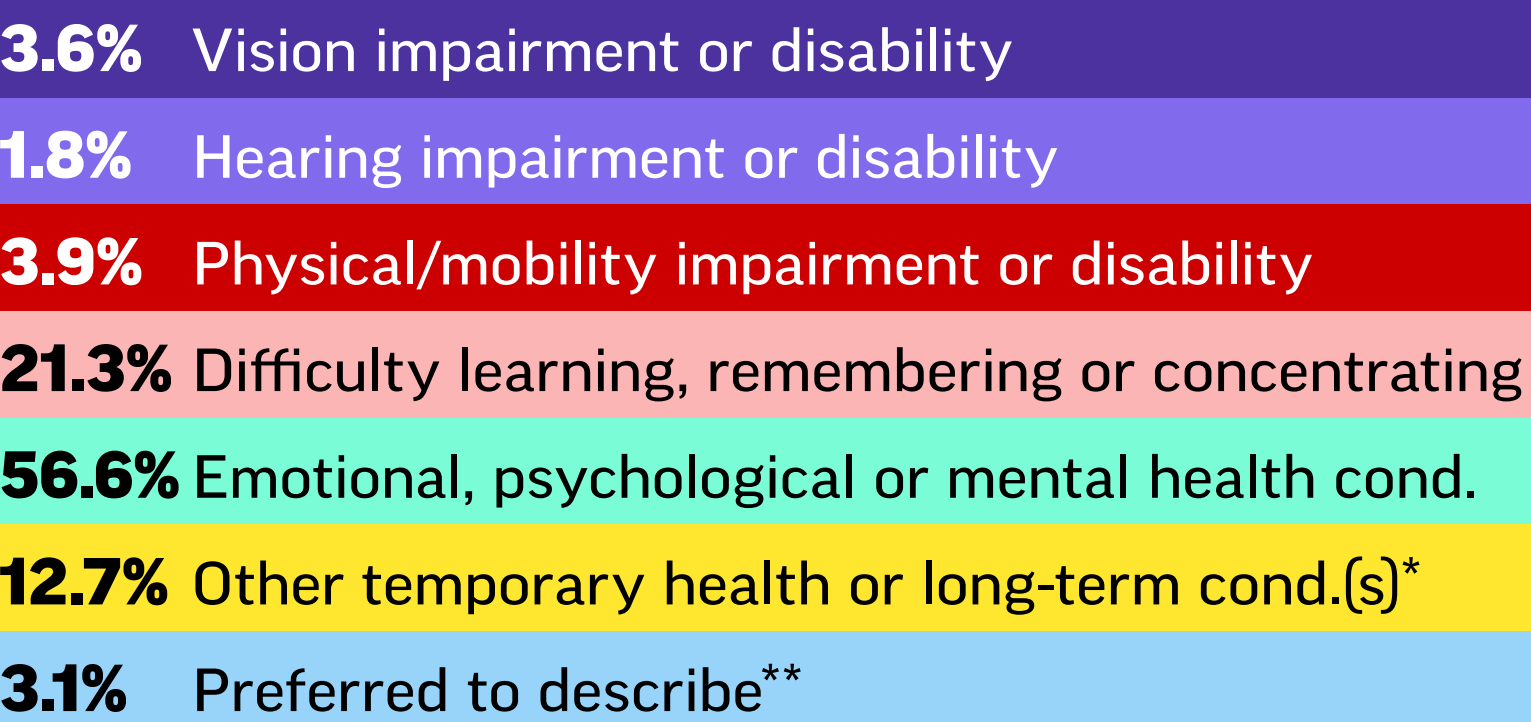 3.6% Vision impairment or disability
1.8% Hearing impairment or disability
3.9% Physical/mobility impairment or disability
21.3% Difficulty learning, remembering or concentrating
56.6% Emotional, psychological or mental health cond.
12.7% Other temporary health or long-term cond.(s)*
3.1% Preferred to describe**